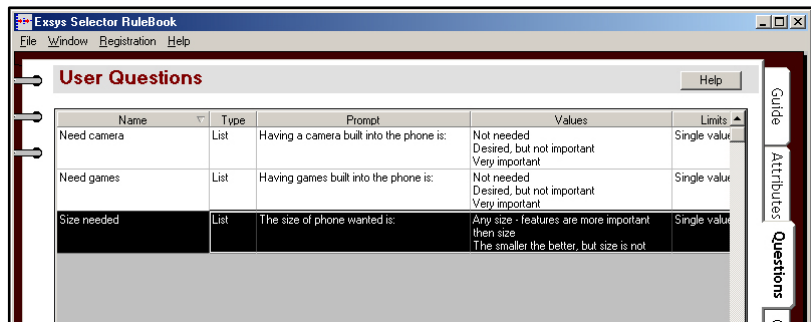 Exsys Selector RuleBook
File Window Registration Help
User Questions
Help
Name Type Prompt Values Limits
Need camera List Having a camera built into the phone is: Not needed Single value
Desired, but not important
Very important
Need games List Having games built into the phone is: Not needed Single value
Desired, but not important
Very important
Size needed List The size of phone wanted is: Any size - features are more important Single value
then size
The smaller the better, but size is not
Guide
Attributes
Questions